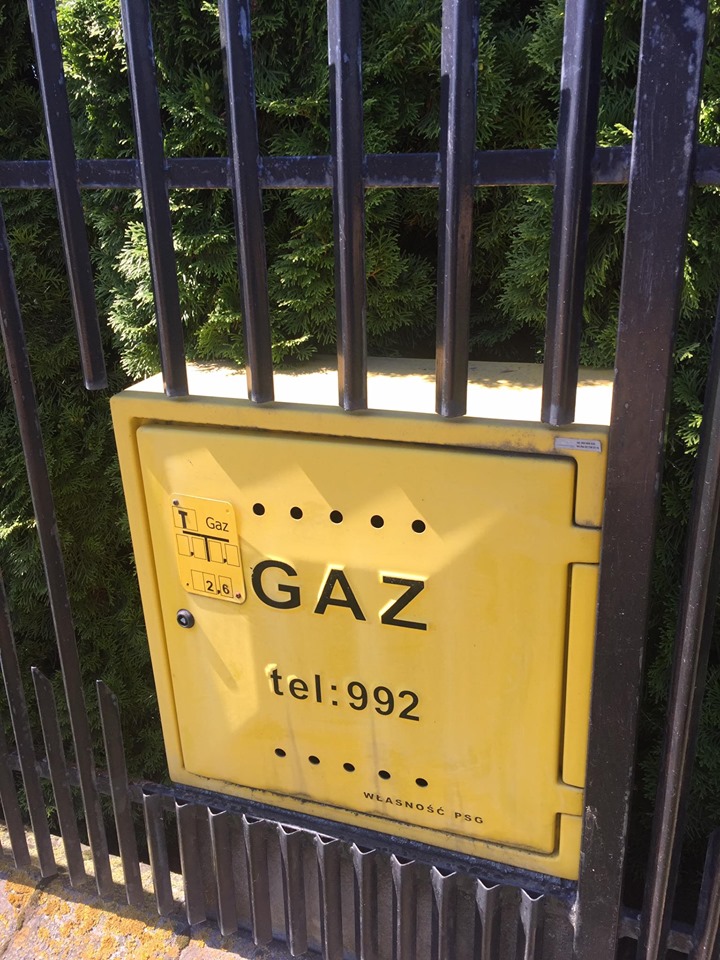 T Gaz
, T ,
, 2,6
GAZ
tel:992
WŁASNOŚĆ PSG